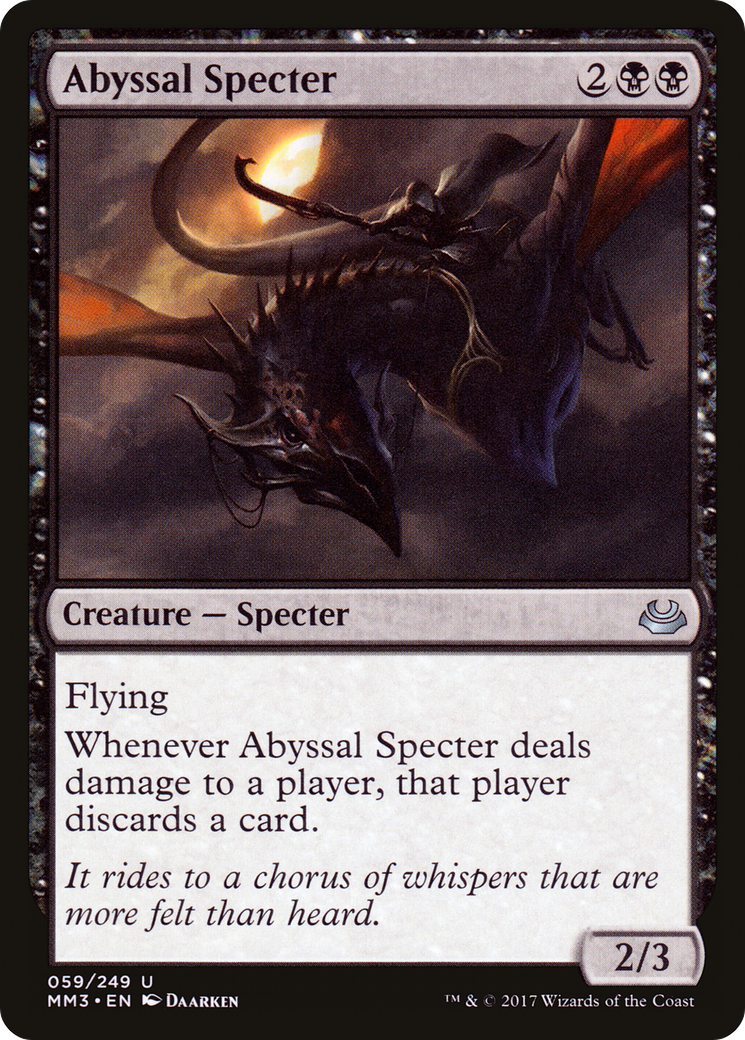 Abyssal Specter 2
Creature — Specter
Flying
Whenever Abyssal Specter deals
damage to a player, that player
discards a card.
It rides to a chorus of whispers that are
more felt than heard.
2/3
059/249 U
MM3 • EN Daarken
™ & © 2017 Wizards of the Coast